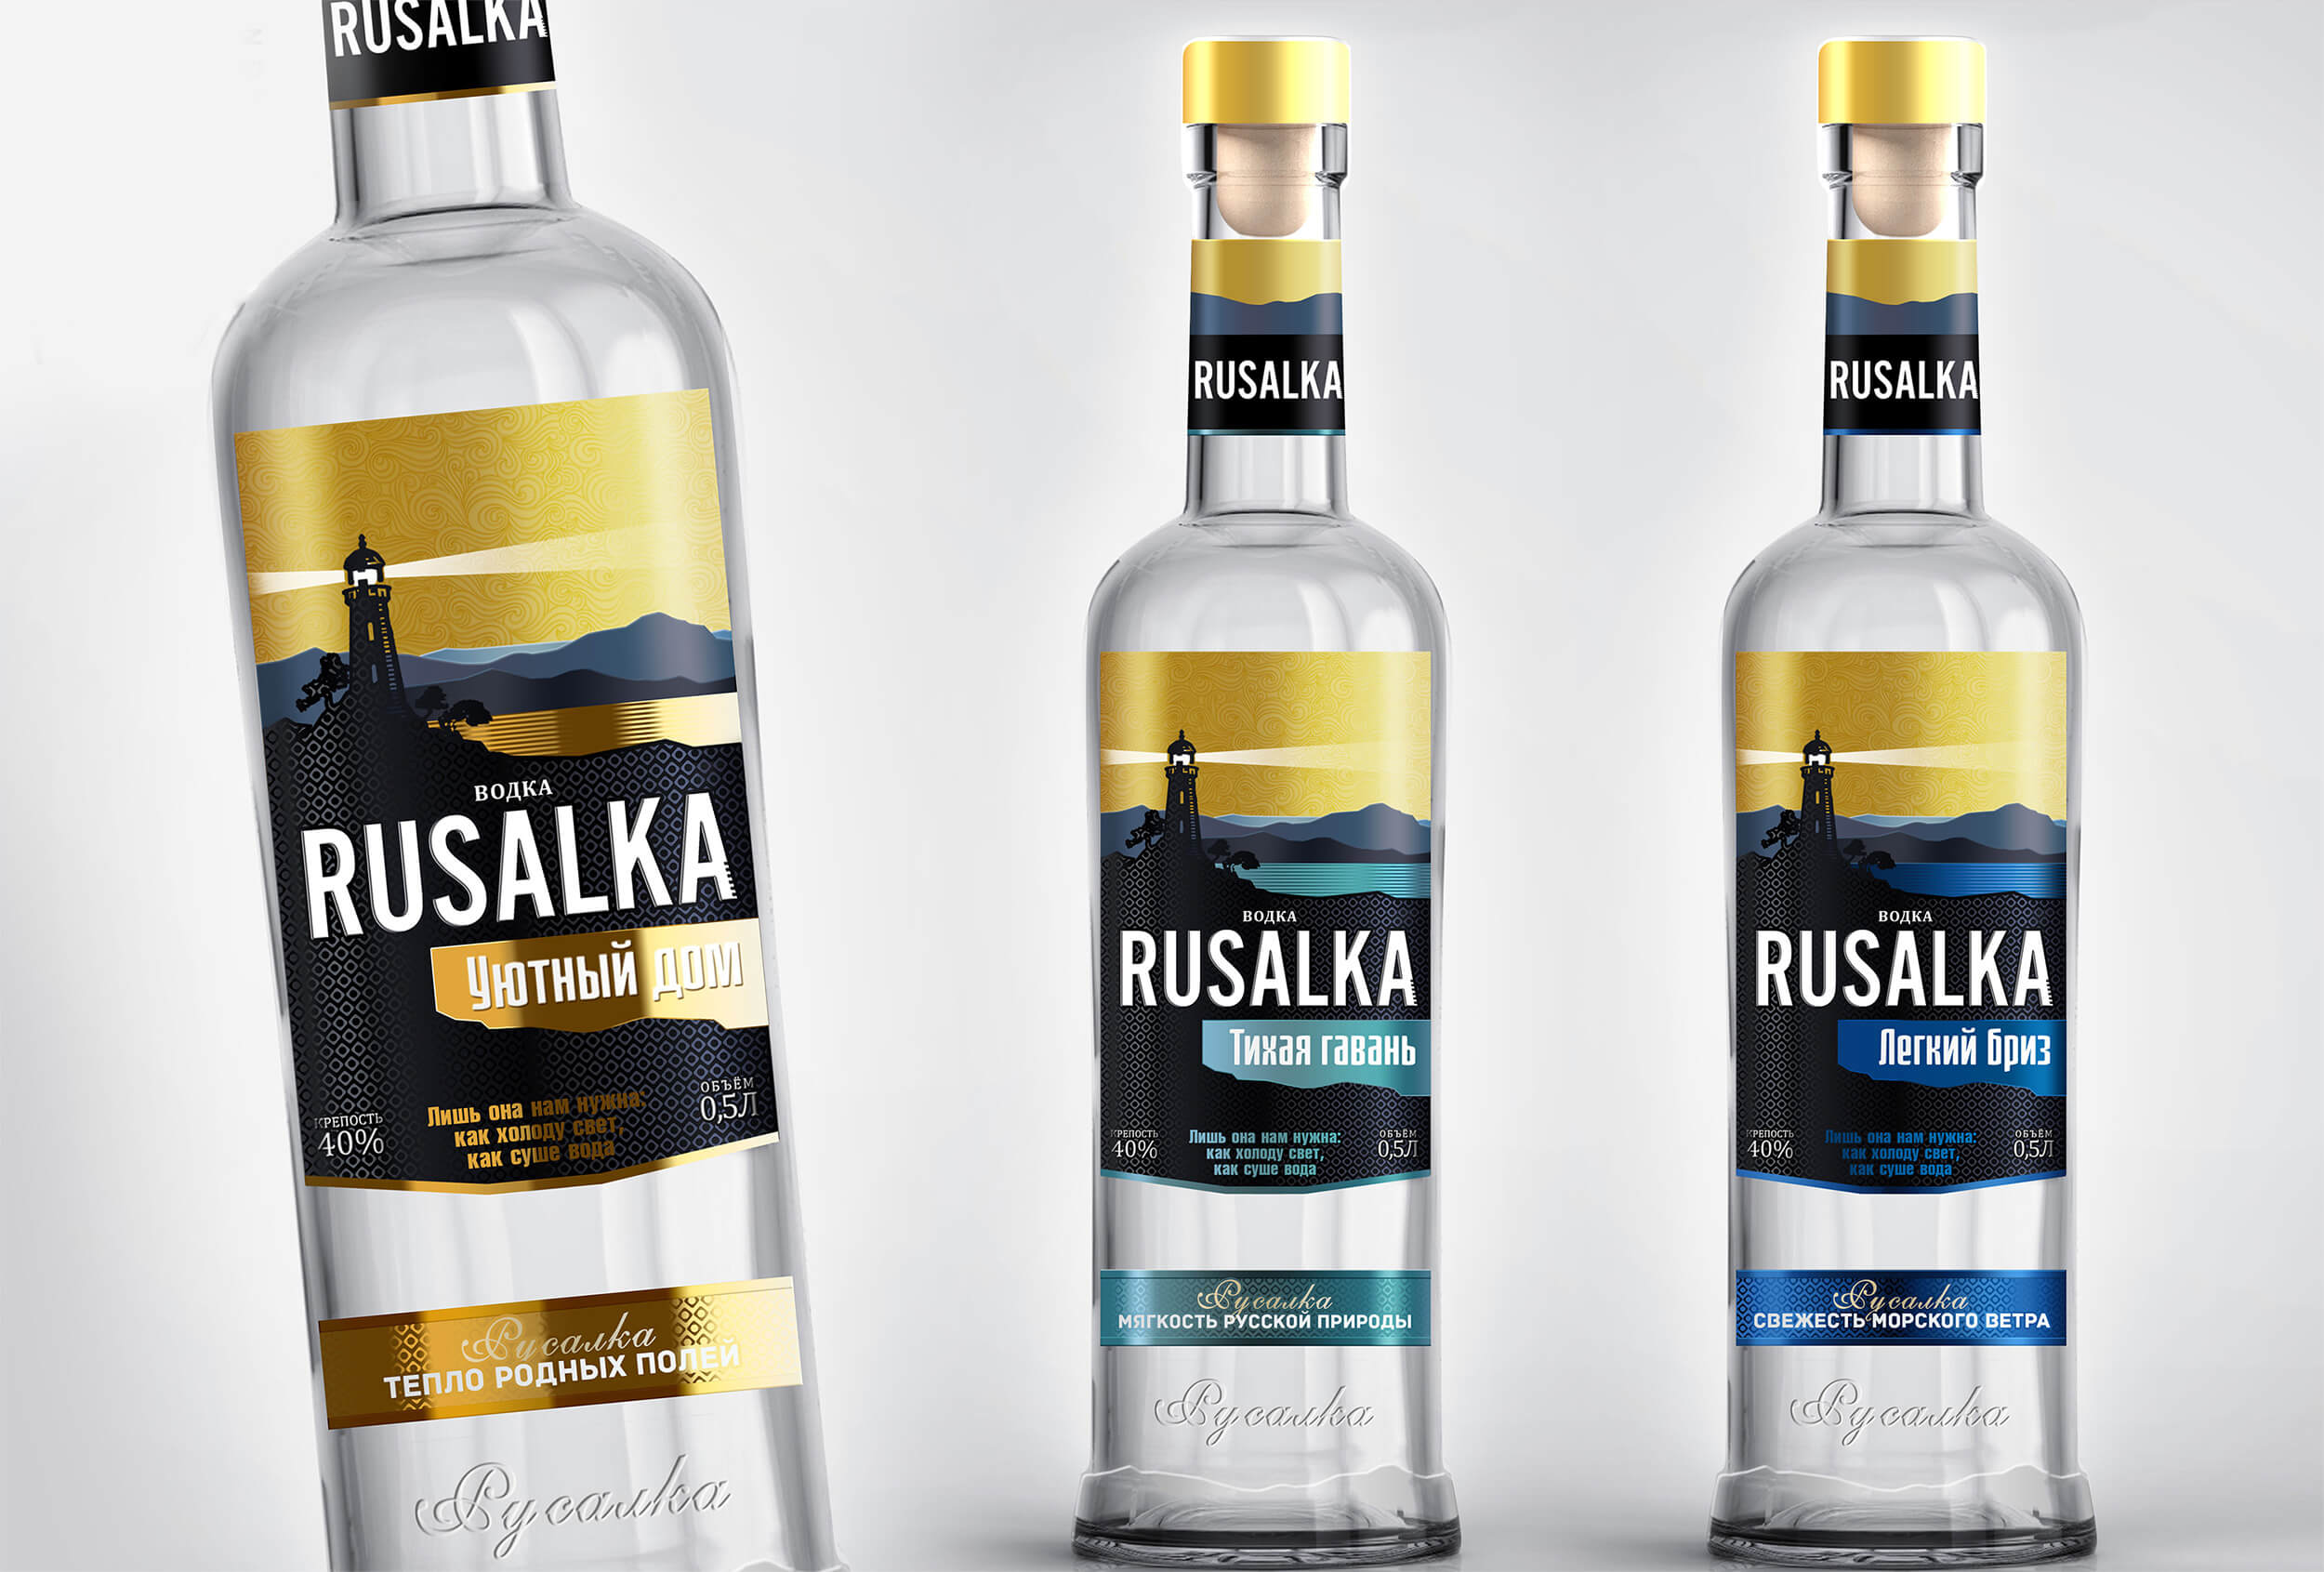 RUSALKA
ВОДКА
RUSALKA
Уютный дом
КРЕПОСТЬ
40%
Лишь она нам нужна:
как холоду свет,
как суше вода
ОБЪЁМ
0,5Л
Русалка
ТЕПЛО РОДНЫХ ПОЛЕЙ
Русалка
RUSALKA
ВОДКА
RUSALKA
Тихая гавань
КРЕПОСТЬ
40%
Лишь она нам нужна:
как холоду свет,
как суше вода
ОБЪЁМ
0,5Л
Русалка
МЯГКОСТЬ РУССКОЙ ПРИРОДЫ
Русалка
RUSALKA
ВОДКА
RUSALKA
Легкий бриз
КРЕПОСТЬ
40%
Лишь она нам нужна:
как холоду свет,
как суше вода
ОБЪЁМ
0,5Л
Русалка
СВЕЖЕСТЬ МОРСКОГО ВЕТРА
Русалка